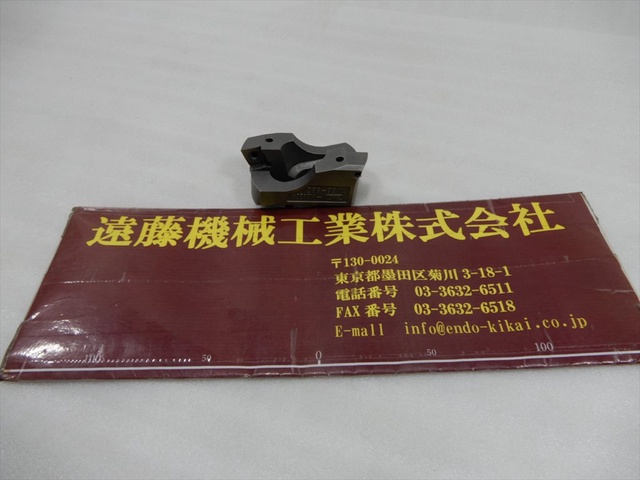 遠藤機械工業株式会社
〒130-0024
東京都墨田区菊川 3-18-1
電話番号 03-3632-6511
FAX 番号 03-3632-6518
E-mall info@endo-kikai.co.jp
100 50 0 50 100